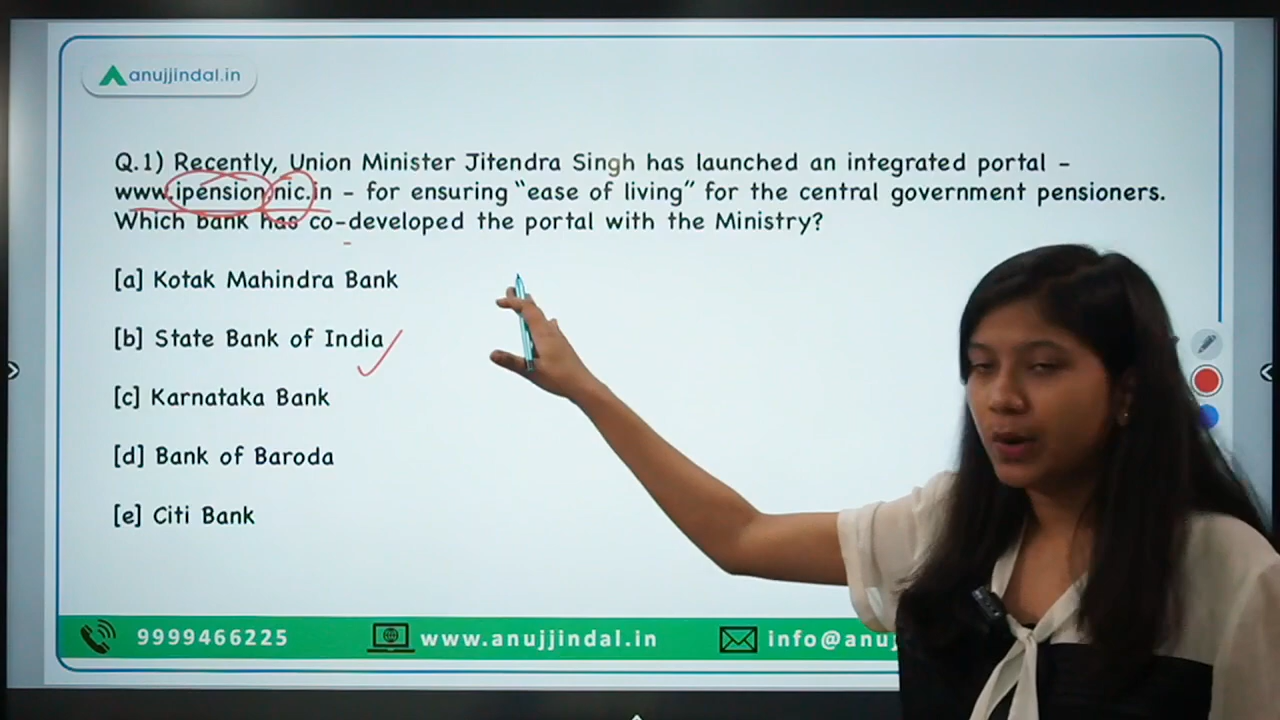 anujjindal.in
Q.1) Recently, Union Minister Jitendra Singh has launched an integrated portal –
www.ipension.nic.in – for ensuring “ease of living” for the central government pensioners.
Which bank has co-developed the portal with the Ministry?
[a] Kotak Mahindra Bank
[b] State Bank of India
[c] Karnataka Bank
[d] Bank of Baroda
[e] Citi Bank
9999466225 www.anujjindal.in info@anuj